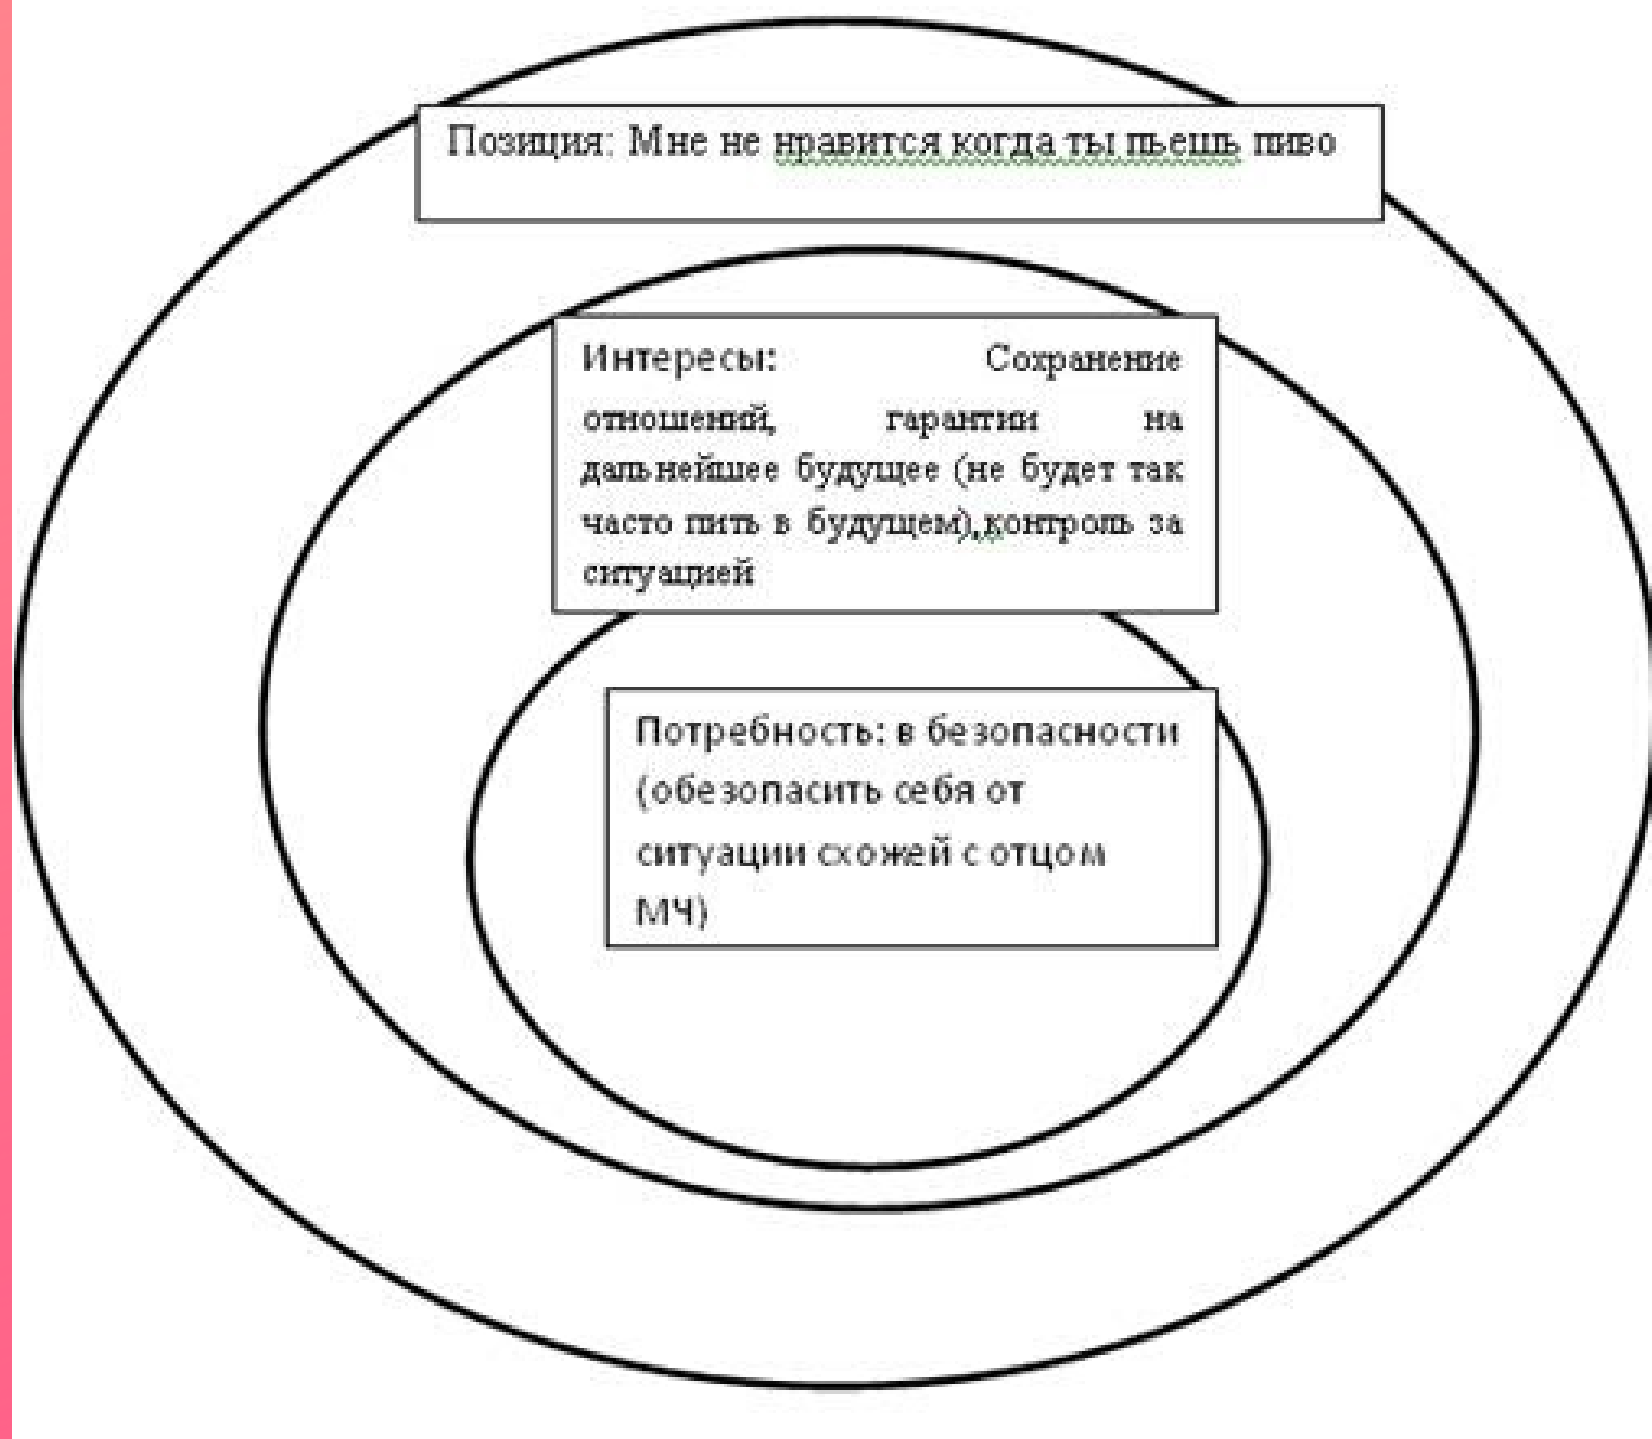 Позиция: Мне не нравится когда ты пьешь пиво
Интересы: Сохранение
отношений, гарантии на
дальнейшее будущее (не будет так
часто пить в будущем),контроль за
ситуацией
Потребность: в безопасности
(обезопасить себя от
ситуации схожей с отцом
МЧ)